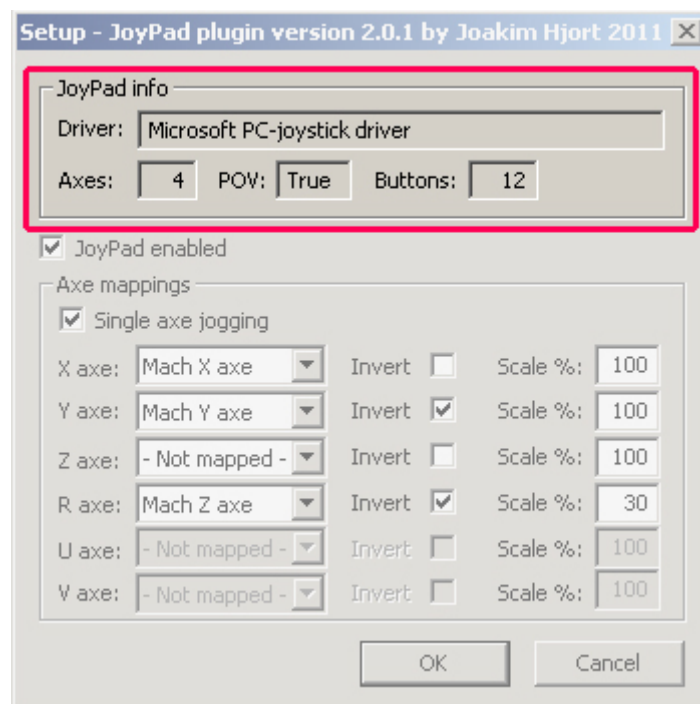 Setup - JoyPad plugin version 2.0.1 by Joakim Hjort 2011
JoyPad info
Driver: Microsoft PC-joystick driver
Axes: 4 POV: True Buttons: 12
JoyPad enabled
Axe mappings
Single axe jogging
X axe: Mach X axe Invert Scale %: 100
Y axe: Mach Y axe Invert Scale %: 100
Z axe: - Not mapped - Invert Scale %: 100
R axe: Mach Z axe Invert Scale %: 30
U axe: - Not mapped - Invert Scale %: 100
V axe: - Not mapped - Invert Scale %: 100
OK Cancel